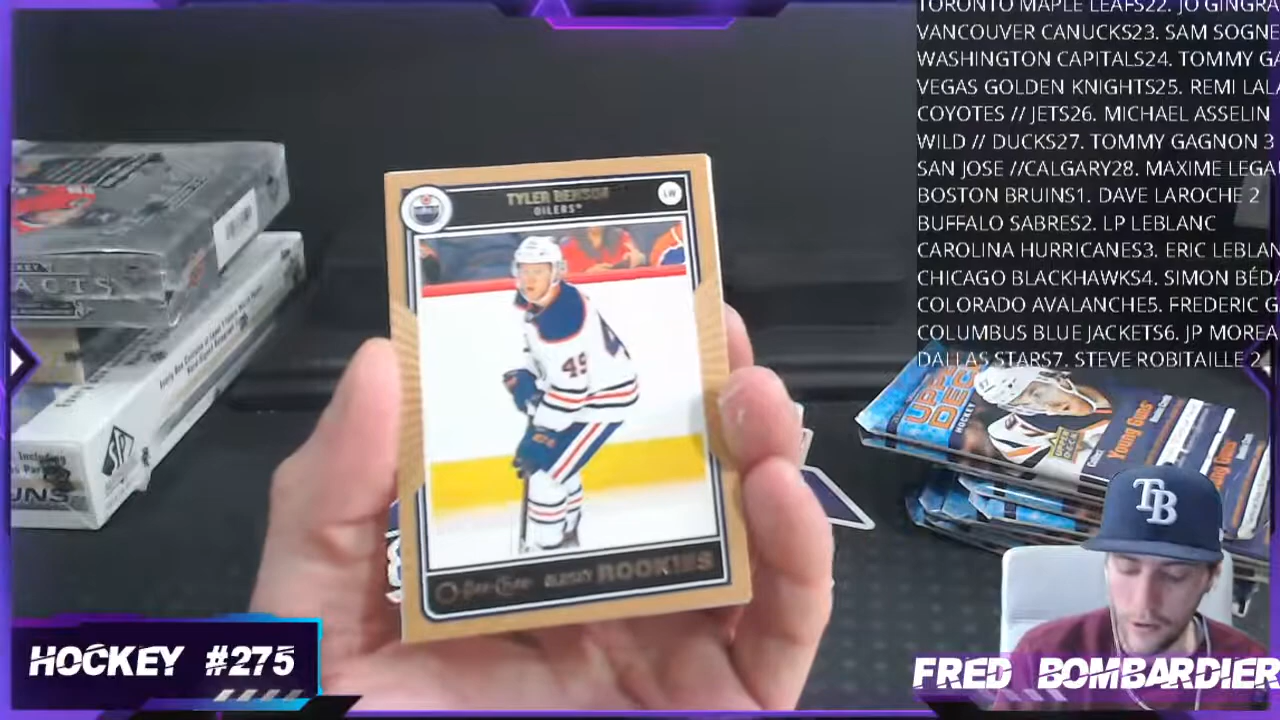 TORONTO MAPLE LEAFS22. JO GINGRA
VANCOUVER CANUCKS23. SAM SOGNE
WASHINGTON CAPITALS24. TOMMY GA
VEGAS GOLDEN KNIGHTS25. REMI LALA
COYOTES // JETS26. MICHAEL ASSELIN
WILD // DUCKS27. TOMMY GAGNON 3
SAN JOSE //CALGARY28. MAXIME LEGAU
BOSTON BRUINS1. DAVE LAROCHE 2
BUFFALO SABRES2. LP LEBLANC
CAROLINA HURRICANES3. ERIC LEBLAN
CHICAGO BLACKHAWKS4. SIMON BÉDA
COLORADO AVALANCHE5. FREDERIC G
COLUMBUS BLUE JACKETS6. JP MOREA
DALLAS STARS7. STEVE ROBITAILLE 2
TYLER BENSON
LW
OILERS
49
O-Pee-Chee GLOSSY ROOKIES
ACTS
SP
UNS
UPPER DECK
HOCKEY
Young Guns
TB
HOCKEY #275
FRED BOMBARDIER